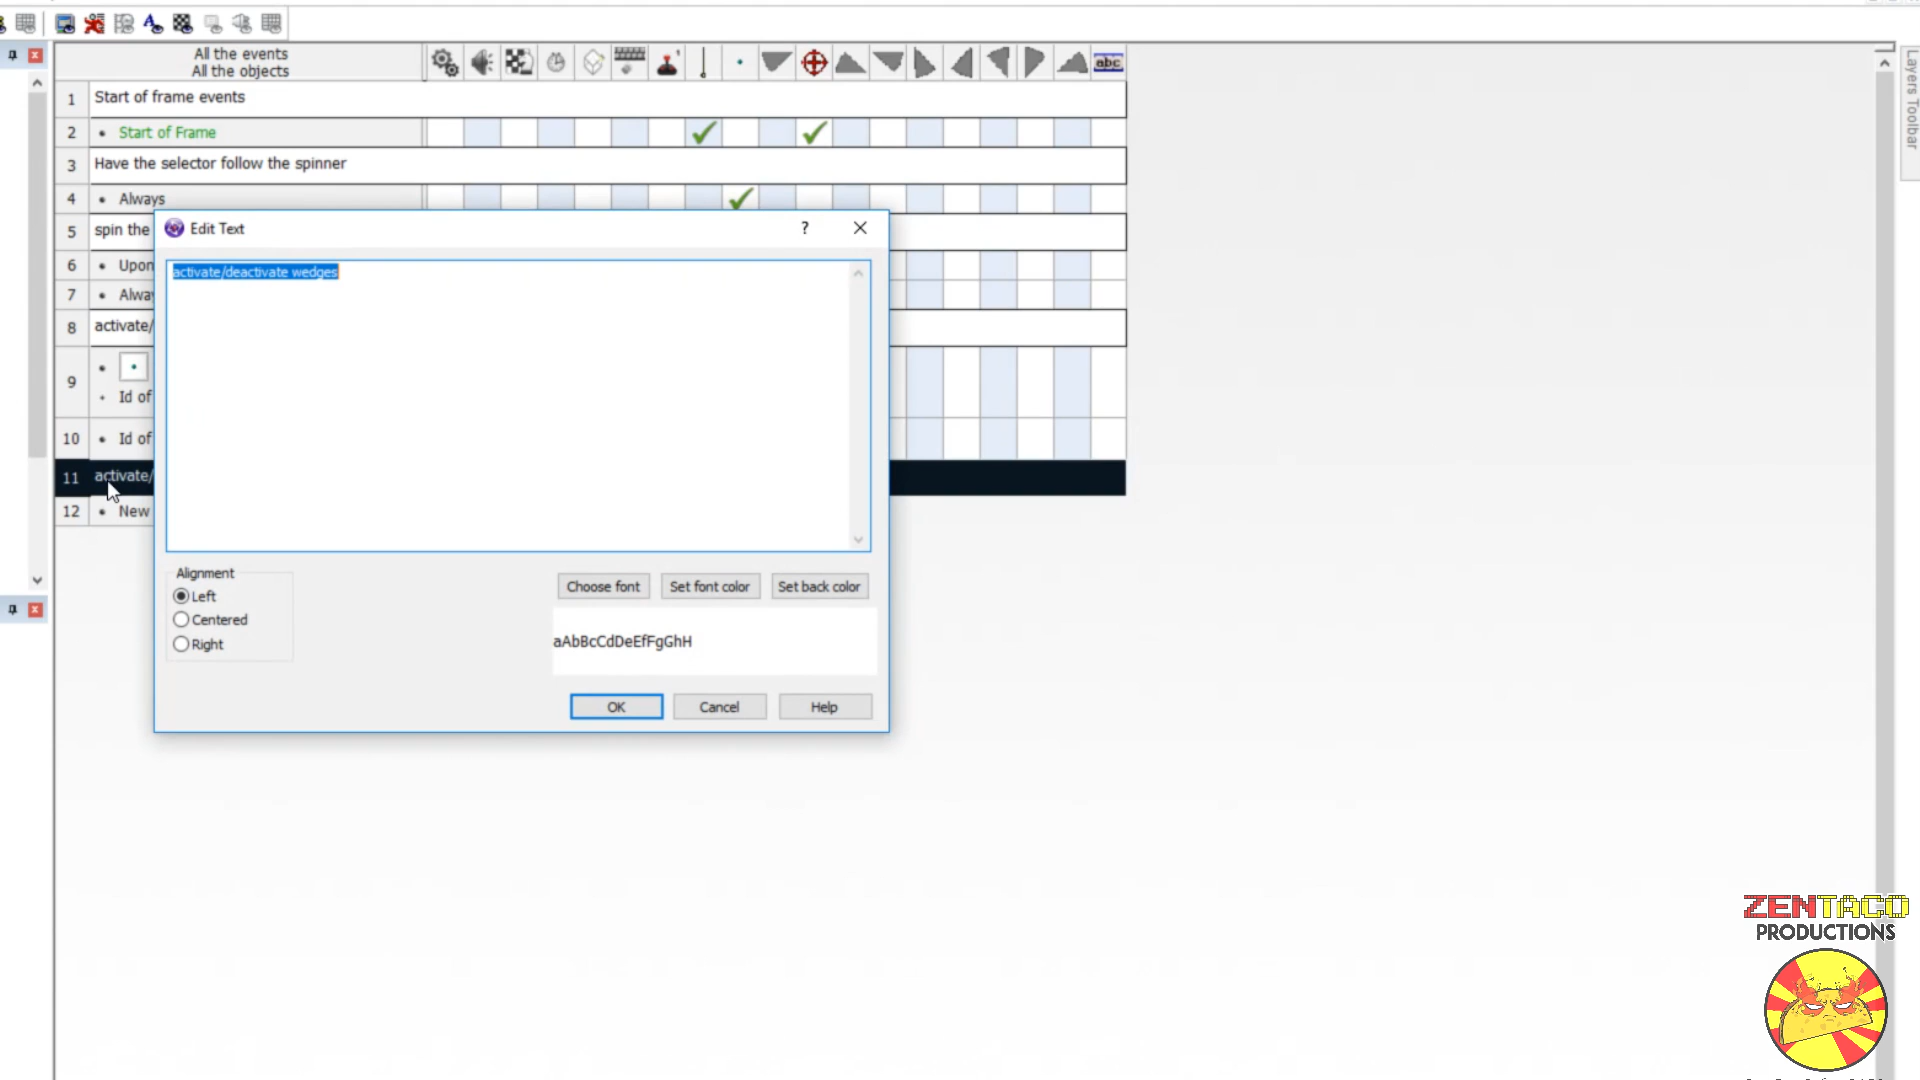 All the events
All the objects
abc
1 Start of frame events
2 • Start of Frame
3 Have the selector follow the spinner
4 • Always
5 spin the
6 • Upon
7 • Alway
8 activate/
9 • Id of
10 • Id of
11 activate/
12 • New
Edit Text
?
activate/deactivate wedges
Alignment
Left
Centered
Right
Choose font
Set font color
Set back color
aAbBcCdDeEfFgGhH
OK
Cancel
Help
Layers Toolbar
ZENTACO
PRODUCTIONS